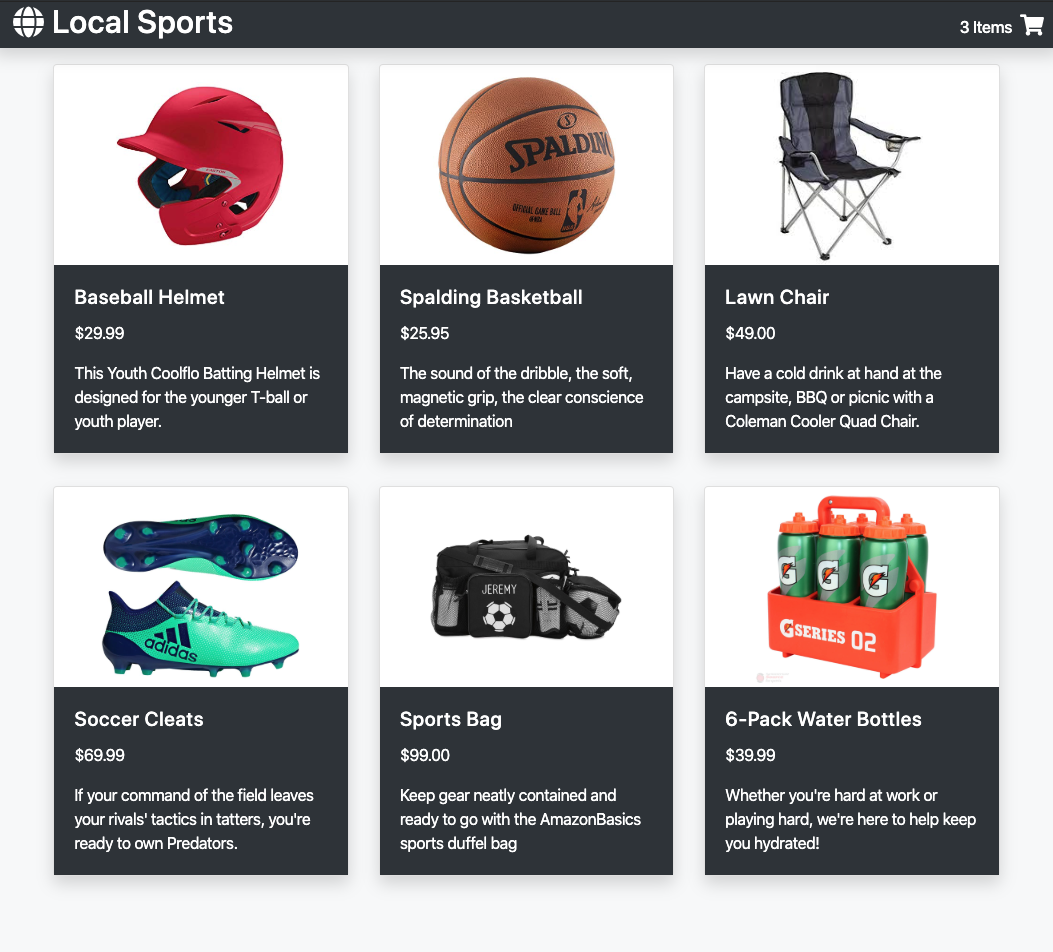 Local Sports
3 Items
EASTON
SPALDING
OFFICIAL GAME BALL
NBA
Baseball Helmet
$29.99
This Youth Coolflo Batting Helmet is
designed for the younger T-ball or
youth player.
Spalding Basketball
$25.95
The sound of the dribble, the soft,
magnetic grip, the clear conscience
of determination
Lawn Chair
$49.00
Have a cold drink at hand at the
campsite, BBQ or picnic with a
Coleman Cooler Quad Chair.
adidas
JEREMY
G
G
G
GSERIES 02
Soccer Cleats
$69.99
If your command of the field leaves
your rivals' tactics in tatters, you're
ready to own Predators.
Sports Bag
$99.00
Keep gear neatly contained and
ready to go with the AmazonBasics
sports duffel bag
6-Pack Water Bottles
$39.99
Whether you're hard at work or
playing hard, we're here to help keep
you hydrated!